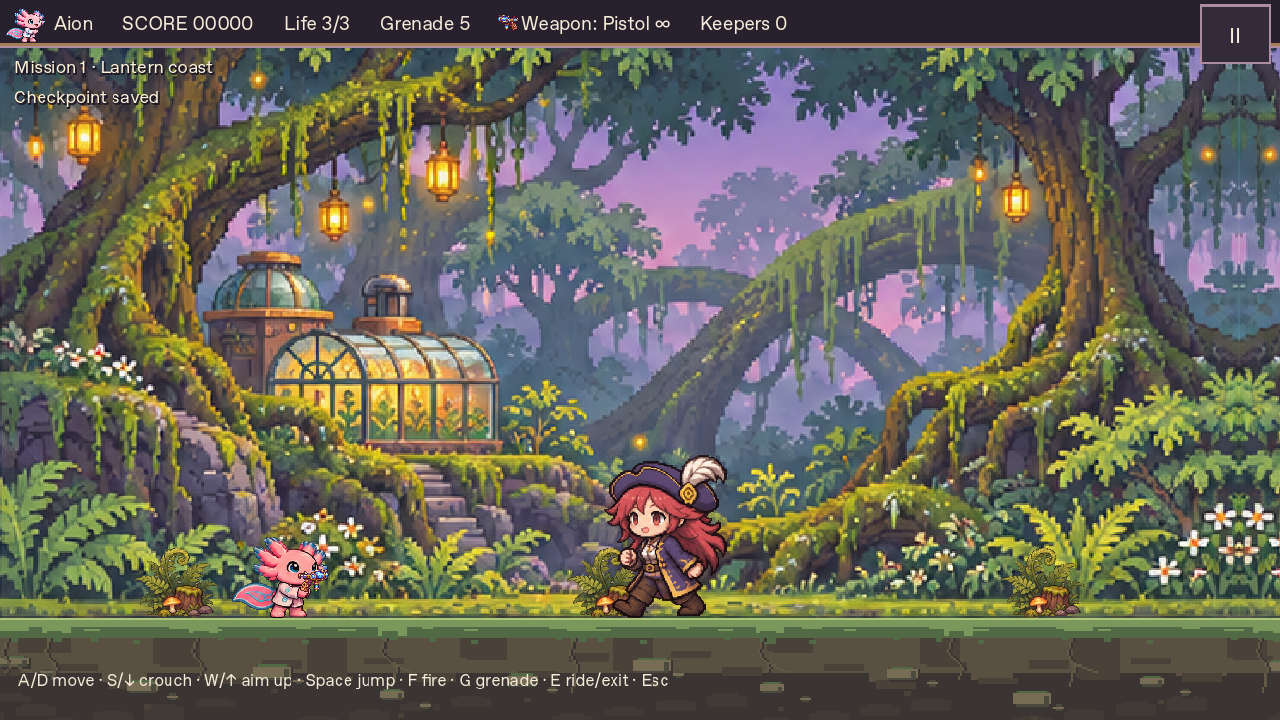 Aion SCORE 00000 Life 3/3 Grenade 5 Weapon: Pistol ∞ Keepers 0 II
Mission 1 · Lantern coast
Checkpoint saved
A/D move · S/↓ crouch · W/↑ aim up · Space jump · F fire · G grenade · E ride/exit · Esc